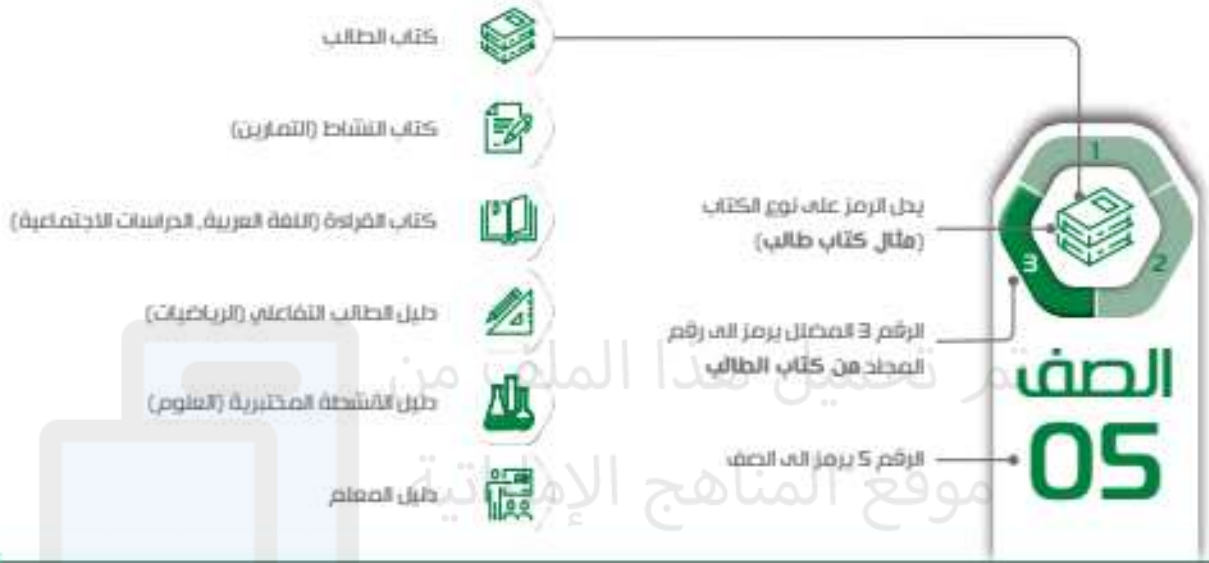 كتاب الطالب
كتاب النشاط (التمارين)
كتاب القراءة (اللغة العربية، الدراسات الاجتماعية)
دليل الطالب التفاعلي (الرياضيات)
دليل الأنشطة المختبرية (العلوم)
دليل المعلم
يدل الرمز على نوع الكتاب
(مثال كتاب طالب)
الرقم 3 المظلل يرمز الى رقم
المجلد من كتاب الطالب
الرقم 5 يرمز الى الصف
1
2
3
الصف
05
تم تحميل هذا الملف من
موقع المناهج الإماراتية